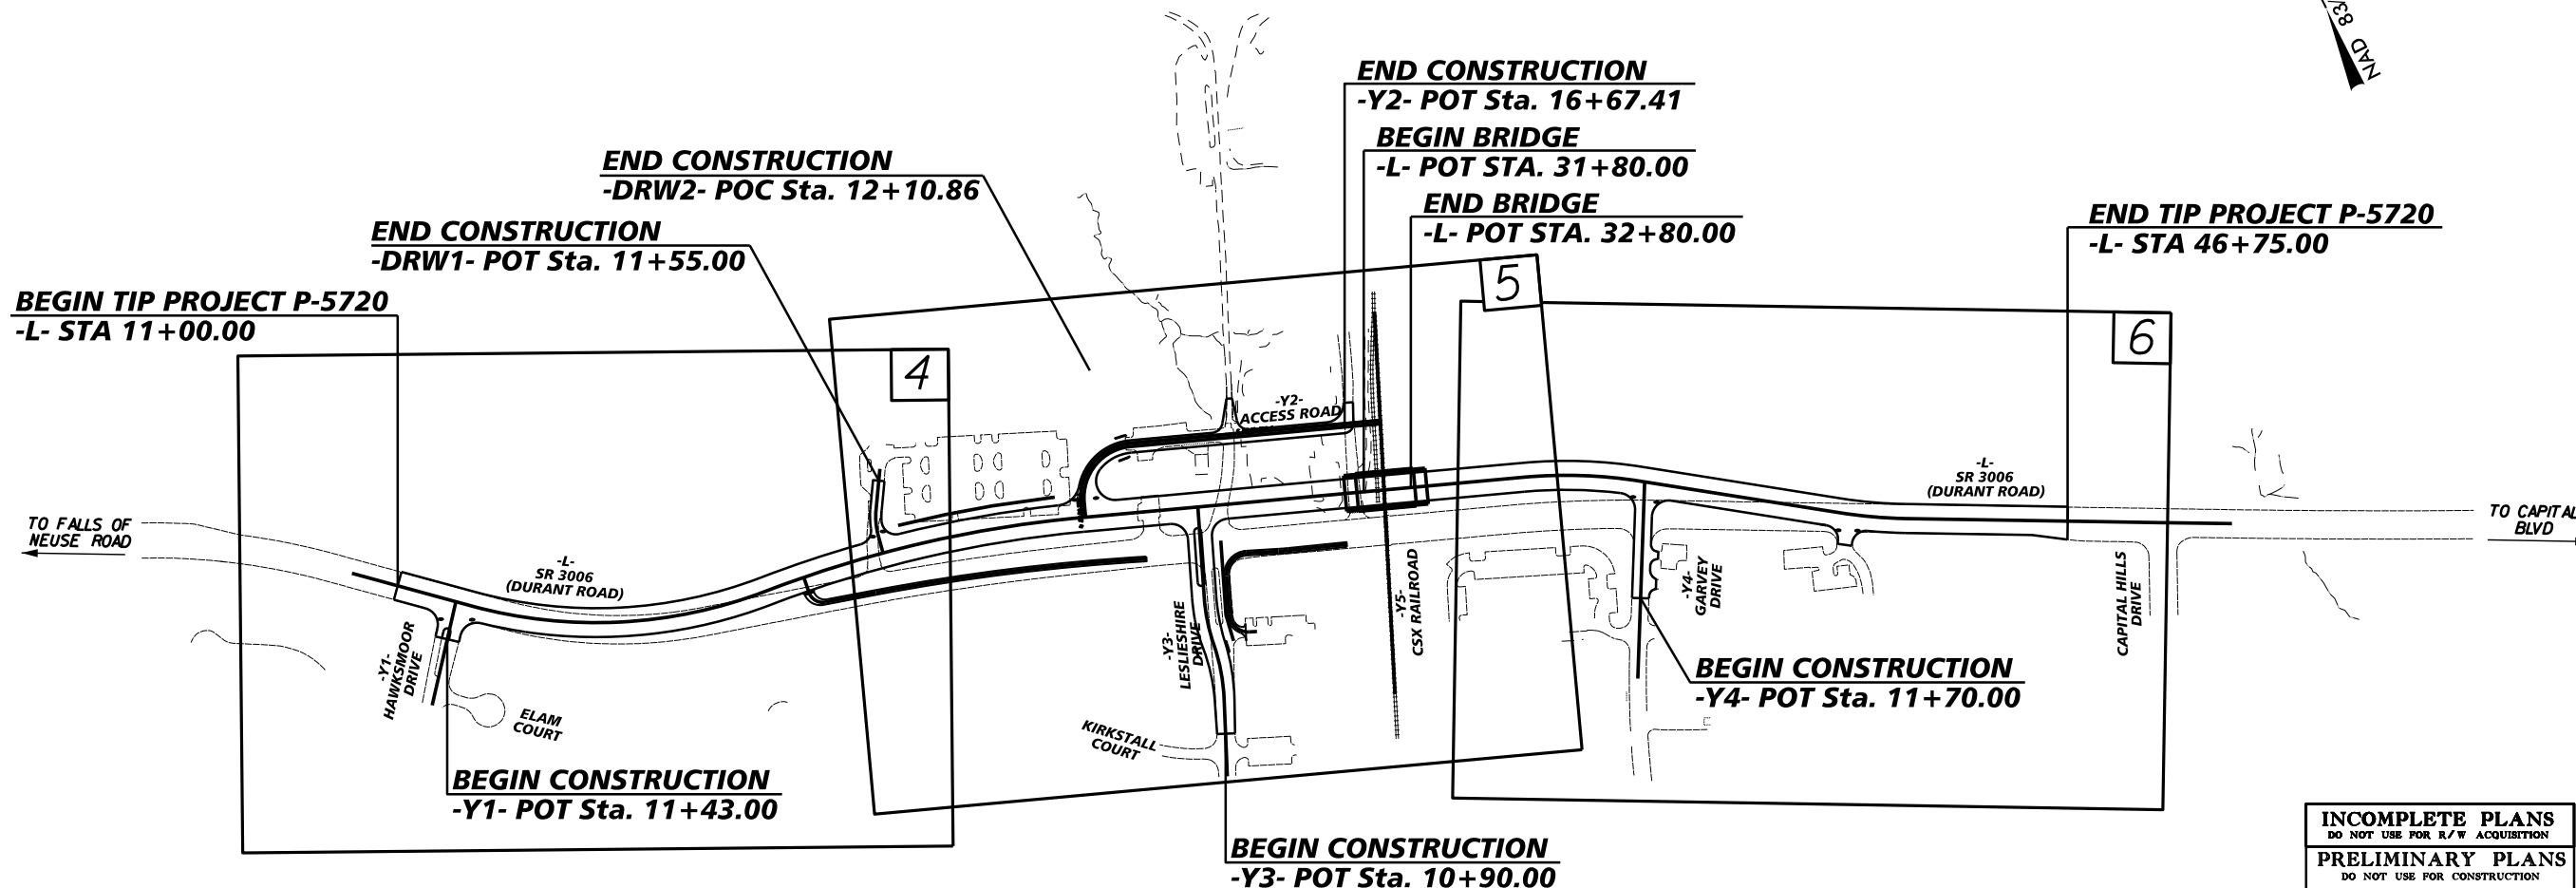 NAD 83/
END CONSTRUCTION
-Y2- POT Sta. 16+67.41
BEGIN BRIDGE
-L- POT STA. 31+80.00
END BRIDGE
-L- POT STA. 32+80.00
END CONSTRUCTION
-DRW2- POC Sta. 12+10.86
END CONSTRUCTION
-DRW1- POT Sta. 11+55.00
END TIP PROJECT P-5720
-L- STA 46+75.00
BEGIN TIP PROJECT P-5720
-L- STA 11+00.00
4
5
6
-Y2-
ACCESS ROAD
-L-
SR 3006
(DURANT ROAD)
TO FALLS OF
NEUSE ROAD
TO CAPITAL
BLVD
-L-
SR 3006
(DURANT ROAD)
-Y1-
HAWKSMOOR
DRIVE
ELAM
COURT
-Y3-
LESLIESHIRE
DRIVE
KIRKSTALL
COURT
-Y5-
CSX RAILROAD
-Y4-
GARVEY
DRIVE
CAPITAL HILLS
DRIVE
BEGIN CONSTRUCTION
-Y4- POT Sta. 11+70.00
BEGIN CONSTRUCTION
-Y1- POT Sta. 11+43.00
BEGIN CONSTRUCTION
-Y3- POT Sta. 10+90.00
INCOMPLETE PLANS
DO NOT USE FOR R/W ACQUISITION
PRELIMINARY PLANS
DO NOT USE FOR CONSTRUCTION